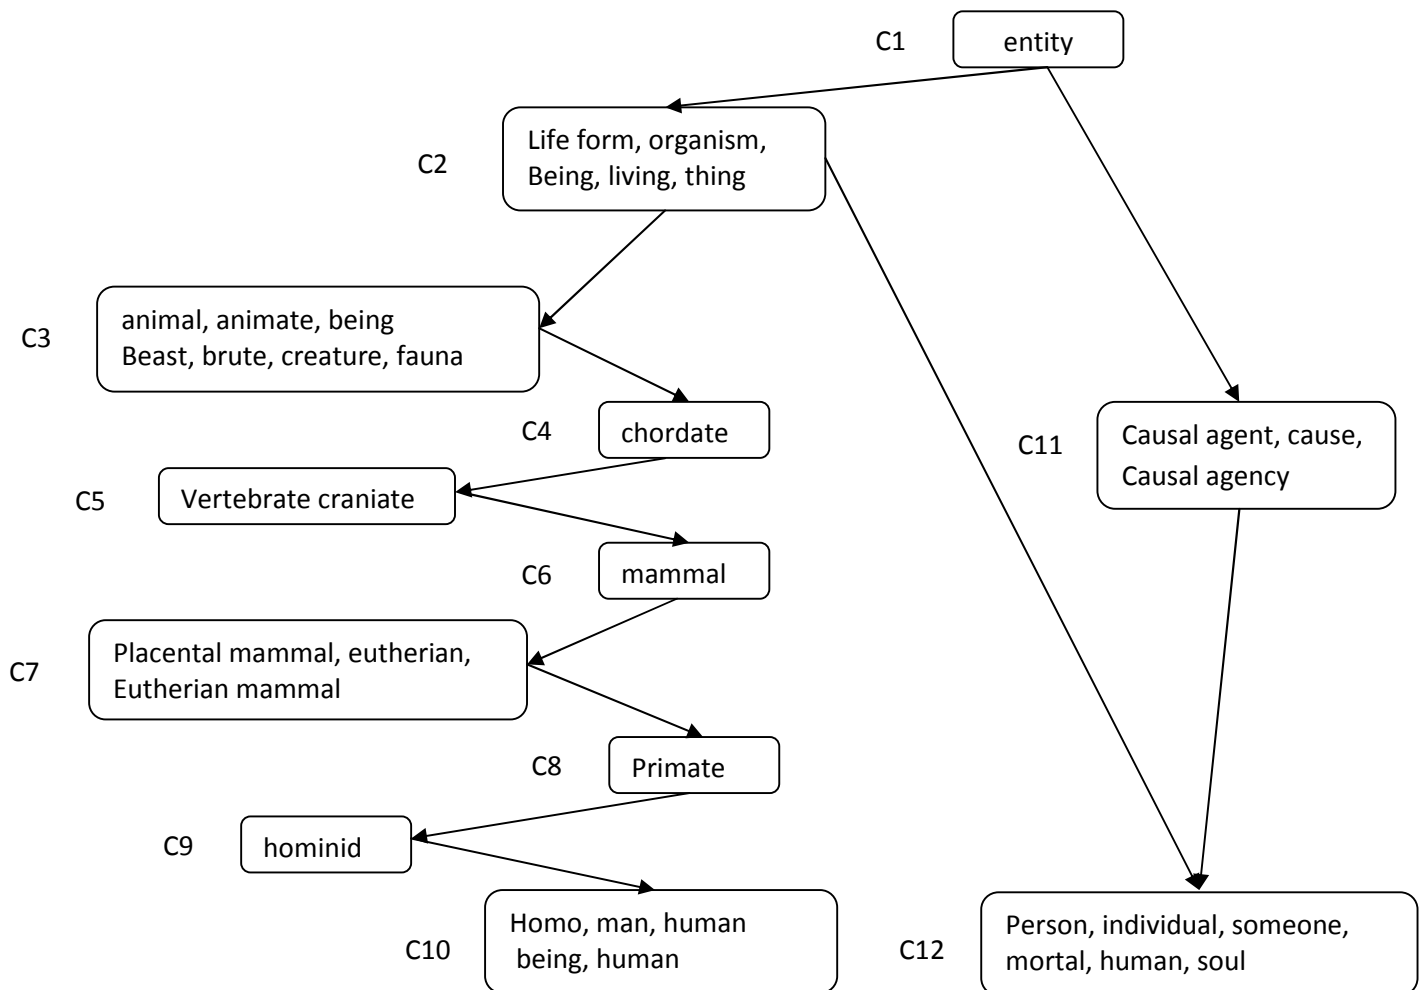 C1
entity
C2
Life form, organism,
Being, living, thing
C3
animal, animate, being
Beast, brute, creature, fauna
C4
chordate
C11
Causal agent, cause,
Causal agency
C5
Vertebrate craniate
C6
mammal
C7
Placental mammal, eutherian,
Eutherian mammal
C8
Primate
C9
hominid
C10
Homo, man, human
being, human
C12
Person, individual, someone,
mortal, human, soul